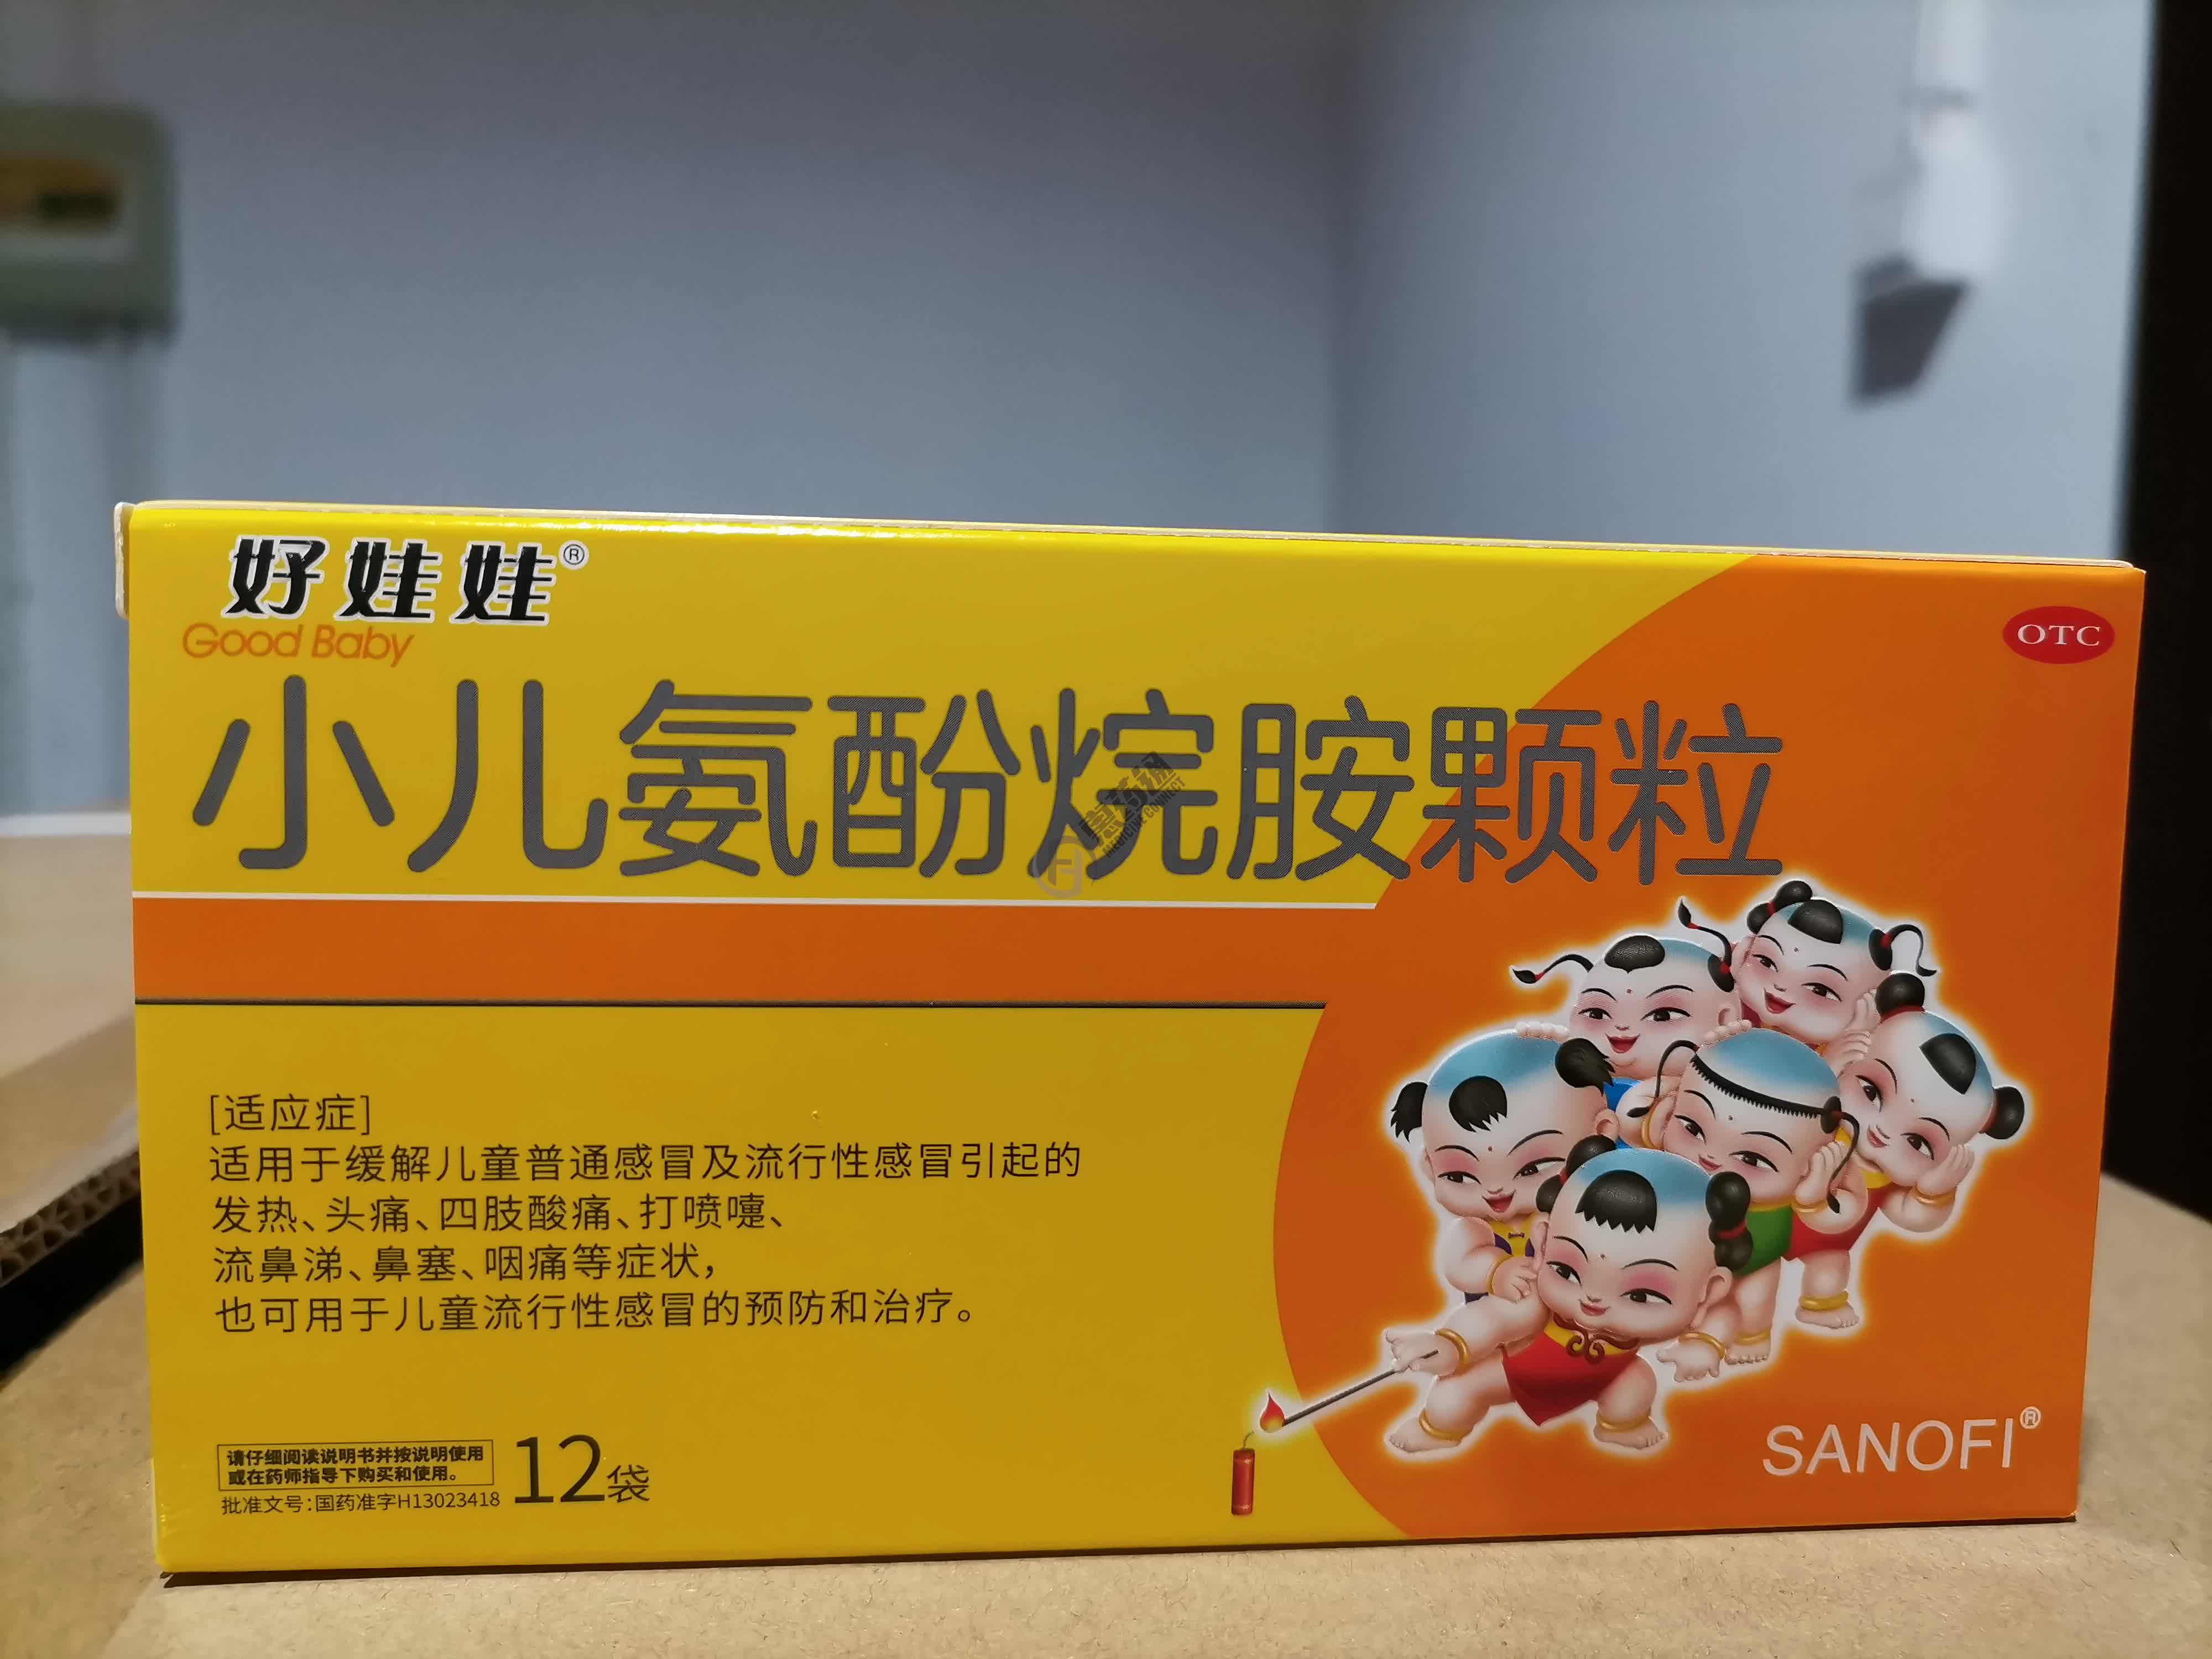 好娃娃®
Good Baby
OTC
小儿氨酚烷胺颗粒
慧药通
MEDICINE CONNECT
[适应症]
适用于缓解儿童普通感冒及流行性感冒引起的
发热、头痛、四肢酸痛、打喷嚏、
流鼻涕、鼻塞、咽痛等症状，
也可用于儿童流行性感冒的预防和治疗。
请仔细阅读说明书并按说明使用
或在药师指导下购买和使用。
批准文号：国药准字H13023418
12袋
SANOFI®